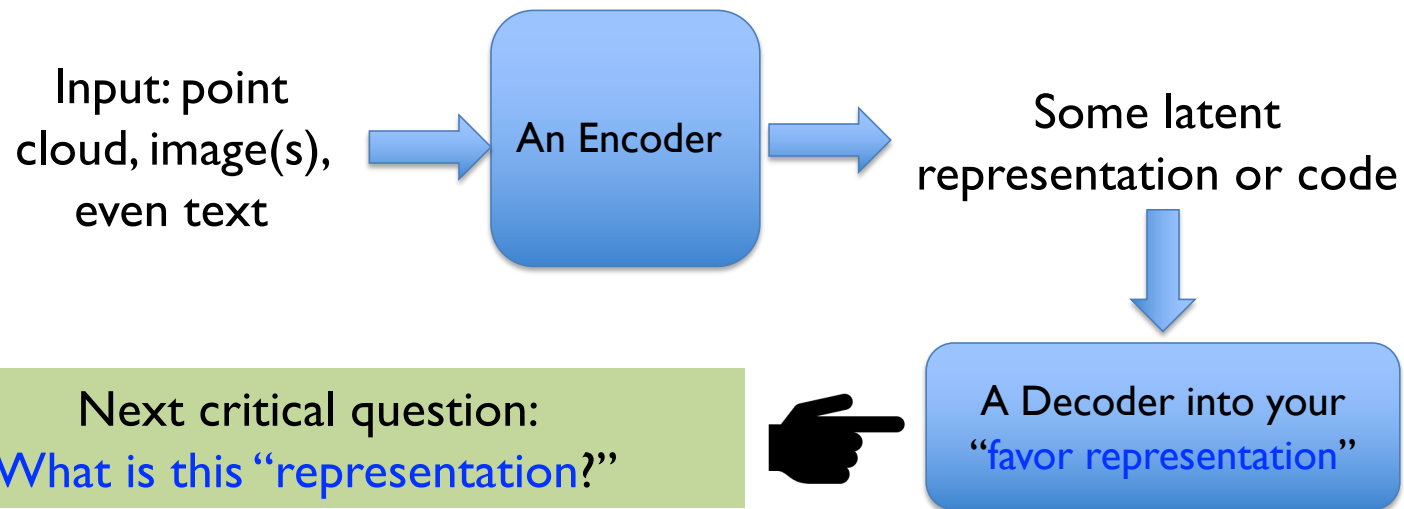 Input: point
cloud, image(s),
even text
An Encoder
Some latent
representation or code
A Decoder into your
“favor representation”
Next critical question:
What is this “representation?”